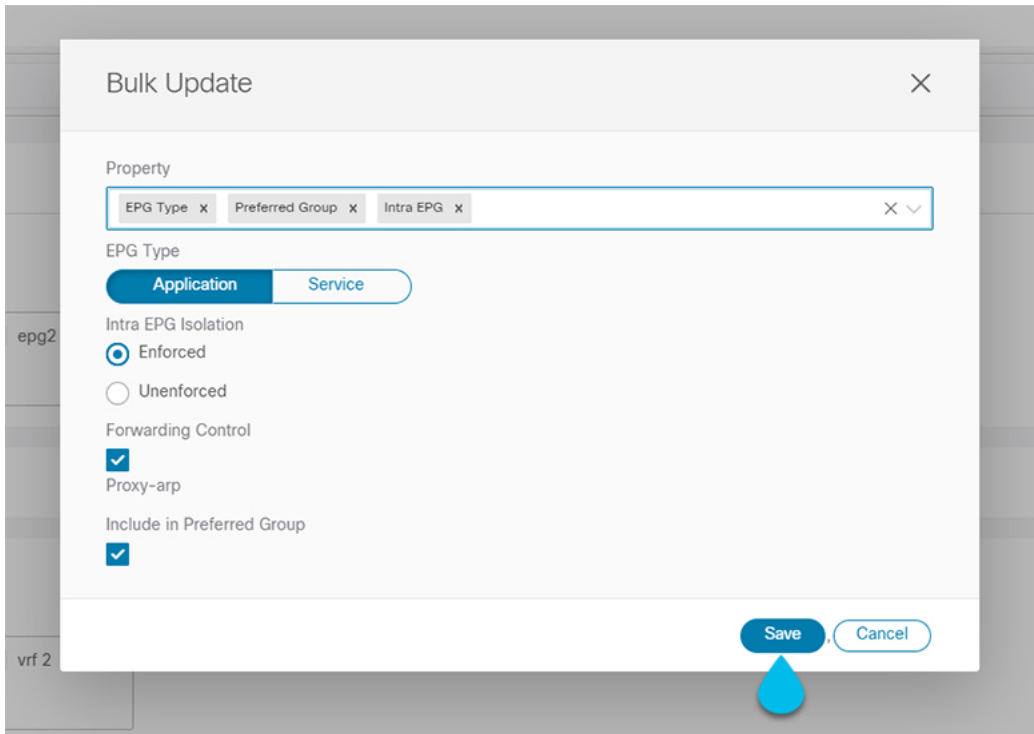 Bulk Update
Property
EPG Type x Preferred Group x Intra EPG x
EPG Type
Application Service
Intra EPG Isolation
epg2
Enforced
Unenforced
Forwarding Control
Proxy-arp
Include in Preferred Group
Save , Cancel
vrf 2